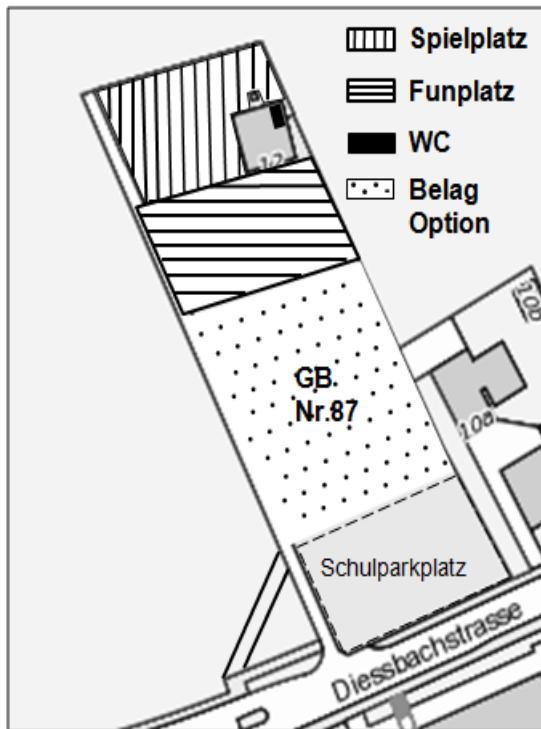 Spielplatz
Funplatz
WC
Belag
Option
12
10b
GB.
Nr.87
10a
Schulparkplatz
Diessbachstrasse